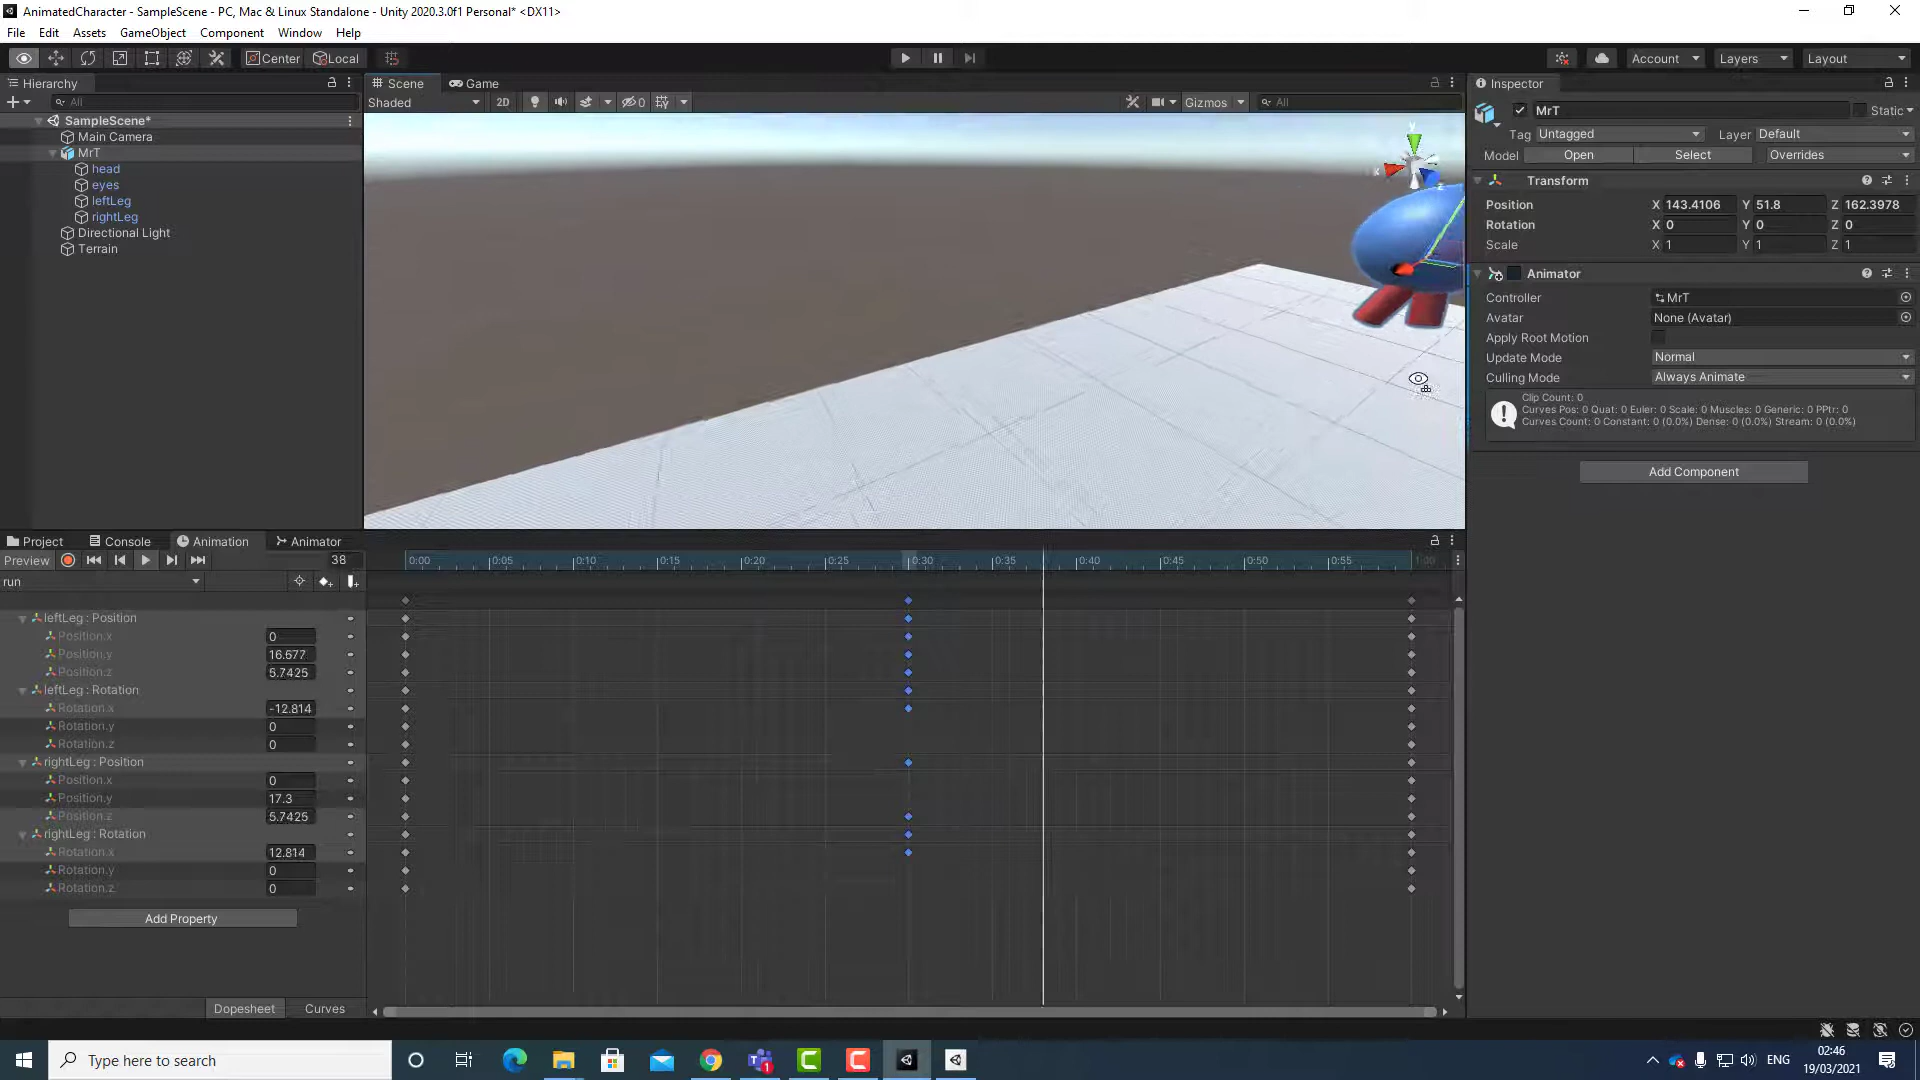 AnimatedCharacter - SampleScene - PC, Mac & Linux Standalone - Unity 2020.3.0f1 Personal* <DX11>
File Edit Assets GameObject Component Window Help
Center Local Account Layers Layout
Hierarchy Scene Game Inspector
All Shaded 2D 0 Gizmos All MrT Static
SampleScene*
Main Camera
MrT
head
eyes
leftLeg
rightLeg
Directional Light
Terrain
y
x
z
Tag Untagged Layer Default
Model Open Select Overrides
Transform
Position X 143.4106 Y 51.8 Z 162.3978
Rotation X 0 Y 0 Z 0
Scale X 1 Y 1 Z 1
Animator
Controller MrT
Avatar None (Avatar)
Apply Root Motion
Update Mode Normal
Culling Mode Always Animate
Clip Count: 0
Curves Pos: 0 Quat: 0 Euler: 0 Scale: 0 Muscles: 0 Generic: 0 PPtr: 0
Curves Count: 0 Constant: 0 (0.0%) Dense: 0 (0.0%) Stream: 0 (0.0%)
Add Component
Project Console Animation Animator
Preview 38 0:00 0:05 0:10 0:15 0:20 0:25 0:30 0:35 0:40 0:45 0:50 0:55 1:00
run
leftLeg : Position
Position.x 0
Position.y 16.677
Position.z 5.7425
leftLeg : Rotation
Rotation.x -12.814
Rotation.y 0
Rotation.z 0
rightLeg : Position
Position.x 0
Position.y 17.3
Position.z 5.7425
rightLeg : Rotation
Rotation.x 12.814
Rotation.y 0
Rotation.z 0
Add Property
Dopesheet Curves
Type here to search
1
ENG
02:46
19/03/2021